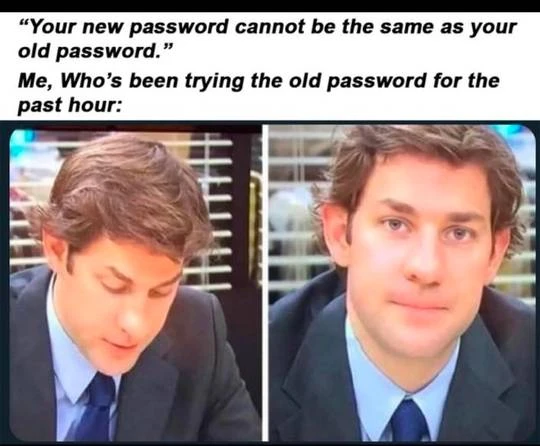 “Your new password cannot be the same as your
old password.”
Me, Who’s been trying the old password for the
past hour: